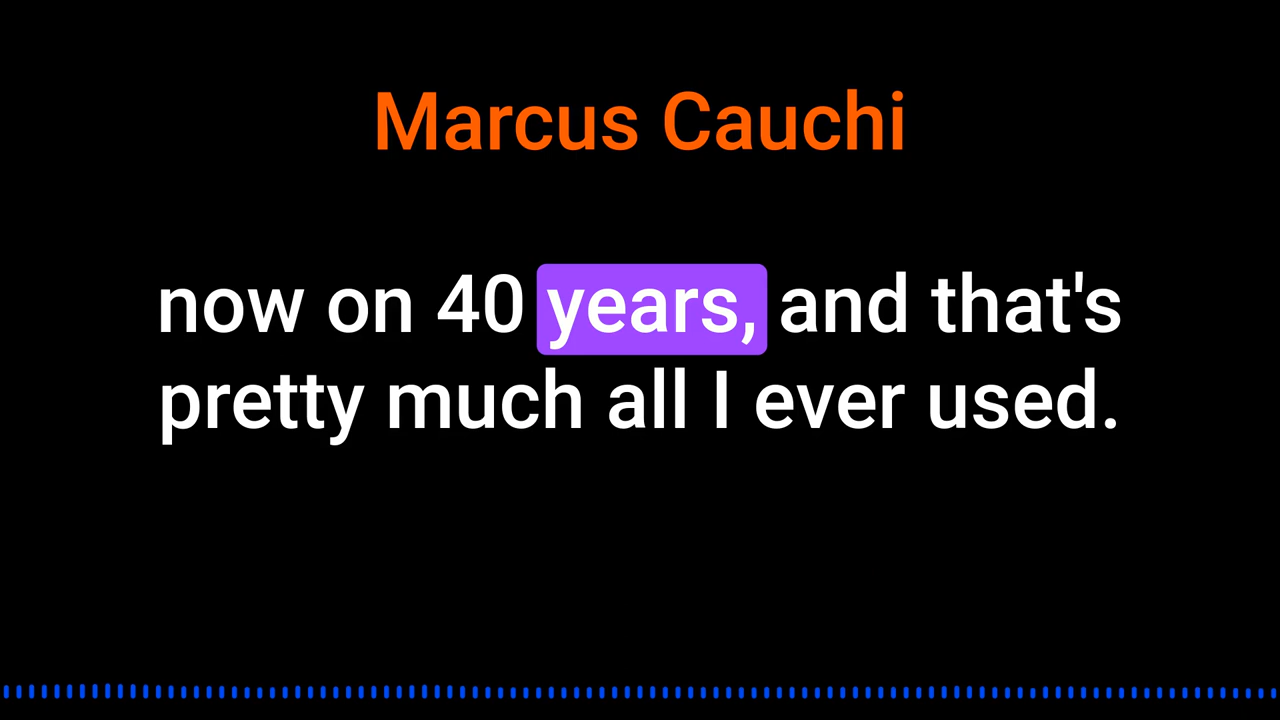 Marcus Cauchi
now on 40 years, and that's
pretty much all I ever used.